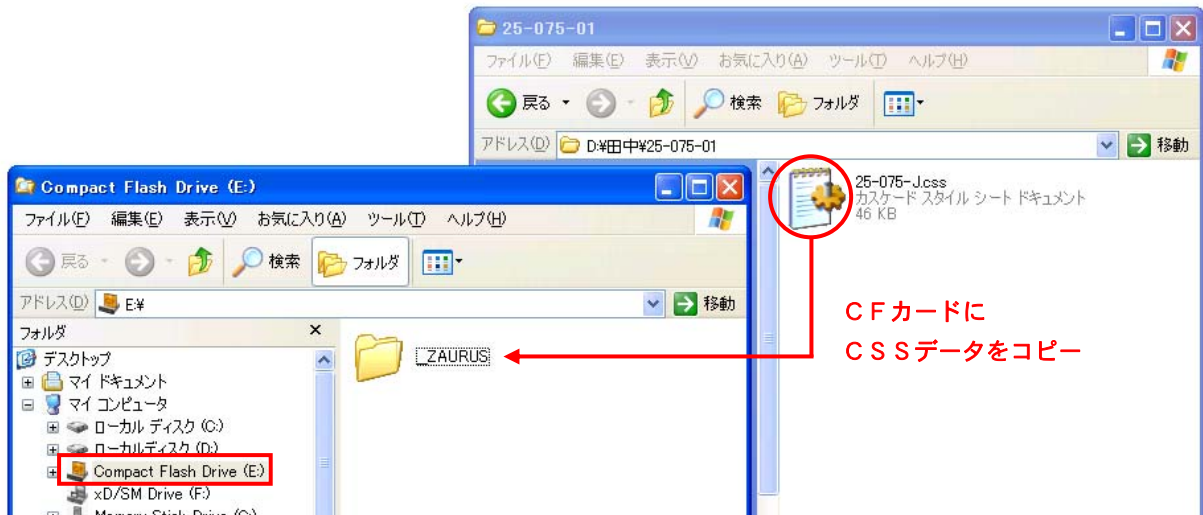 25-075-01
ファイル(F) 編集(E) 表示(V) お気に入り(A) ツール(T) ヘルプ(H)
戻る 検索 フォルダ
アドレス(D) D:¥田中¥25-075-01 移動
25-075-J.css
カスケード スタイル シート ドキュメント
46 KB
CFカードに
CSSデータをコピー
Compact Flash Drive (E:)
ファイル(F) 編集(E) 表示(V) お気に入り(A) ツール(T) ヘルプ(H)
戻る 検索 フォルダ
アドレス(D) E:¥ 移動
フォルダ ×
デスクトップ
マイ ドキュメント
マイ コンピュータ
ローカル ディスク (C:)
ローカルディスク (D:)
Compact Flash Drive (E:)
xD/SM Drive (F:)
Memory Stick Drive (G:)
_ZAURUS